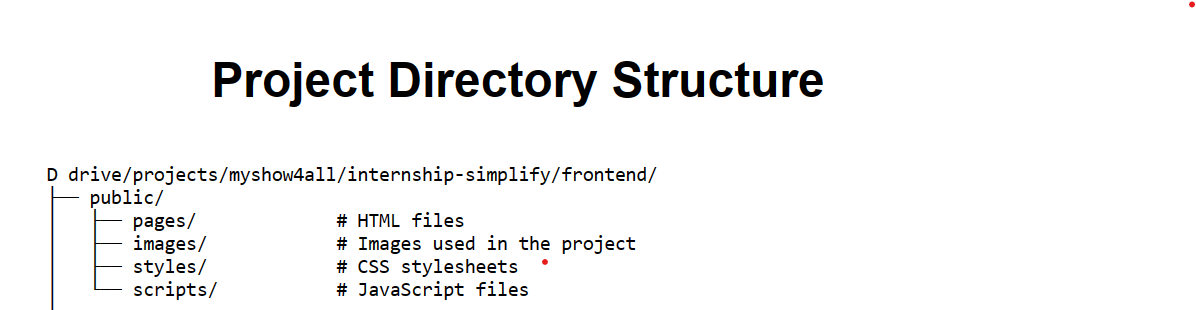 Project Directory Structure
D drive/projects/myshow4all/internship-simplify/frontend/
├── public/
│   ├── pages/             # HTML files
│   ├── images/            # Images used in the project
│   ├── styles/            # CSS stylesheets
│   └── scripts/           # JavaScript files